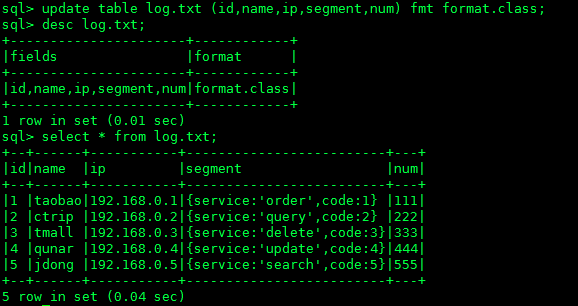 sql> update table log.txt (id,name,ip,segment,num) fmt format.class;
sql> desc log.txt;
+-----------------------+------------+
|fields                 |format      |
+-----------------------+------------+
|id,name,ip,segment,num|format.class|
+-----------------------+------------+
1 row in set (0.01 sec)
sql> select * from log.txt;
+--+------+-----------+-------------------------+---+
|id|name  |ip         |segment                  |num|
+--+------+-----------+-------------------------+---+
|1 |taobao|192.168.0.1|{service:'order',code:1} |111|
|2 |ctrip |192.168.0.2|{service:'query',code:2} |222|
|3 |tmall |192.168.0.3|{service:'delete',code:3}|333|
|4 |qunar |192.168.0.4|{service:'update',code:4}|444|
|5 |jdong |192.168.0.5|{service:'search',code:5}|555|
+--+------+-----------+-------------------------+---+
5 row in set (0.04 sec)